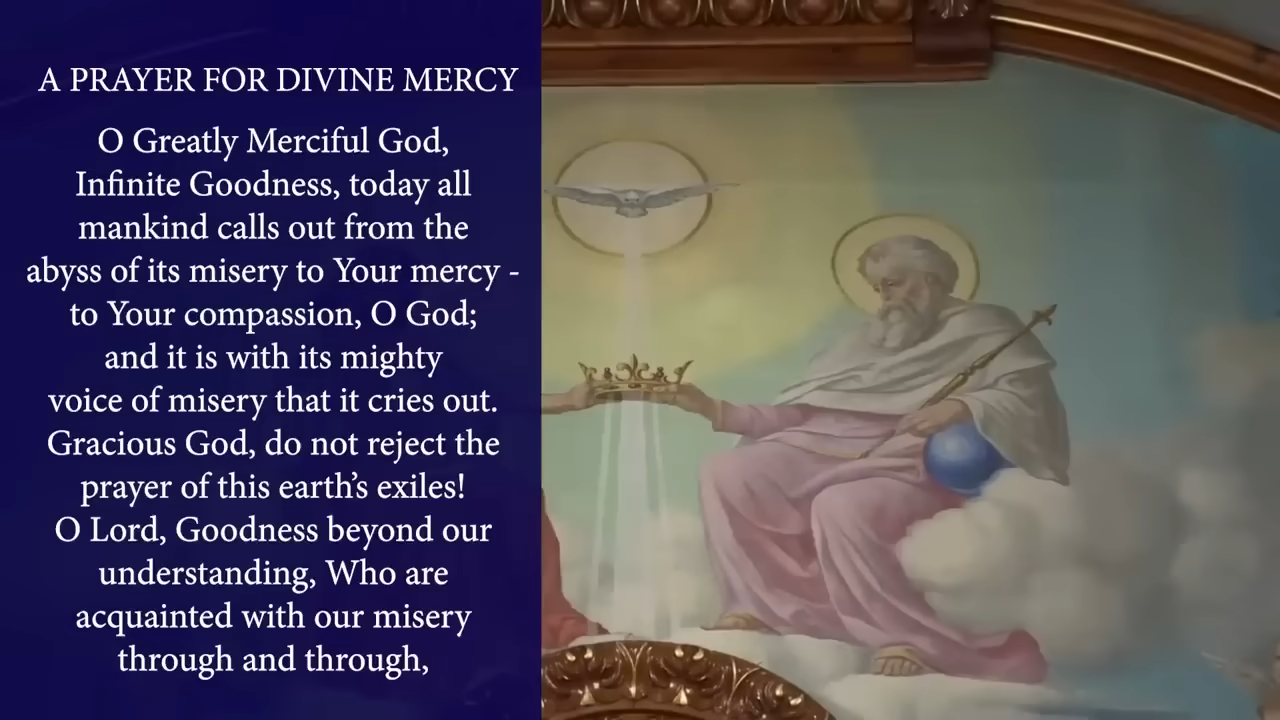 A PRAYER FOR DIVINE MERCY
O Greatly Merciful God,
Infinite Goodness, today all
mankind calls out from the
abyss of its misery to Your mercy -
to Your compassion, O God;
and it is with its mighty
voice of misery that it cries out.
Gracious God, do not reject the
prayer of this earth’s exiles!
O Lord, Goodness beyond our
understanding, Who are
acquainted with our misery
through and through,